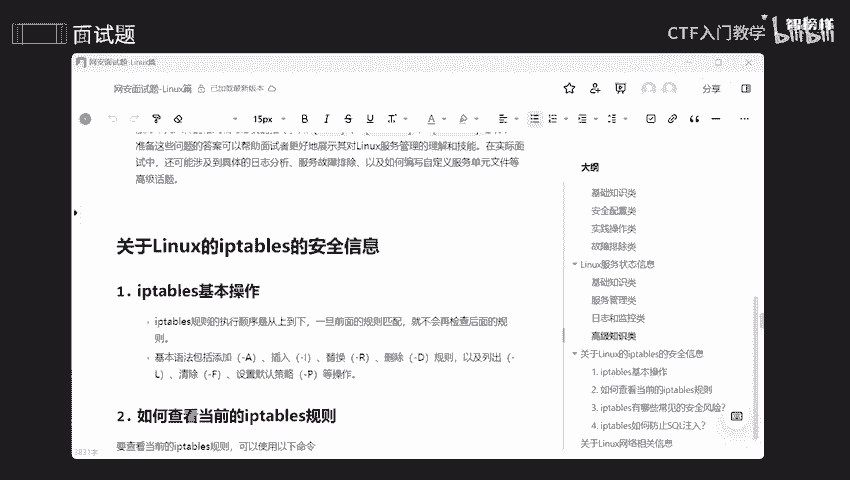 面试题
CTF入门教学
智榜样
bilibili
网安面试题-Linux篇
网安面试题-Linux篇
已加载最新版本
分享
15px
准备这些问题的答案可以帮助面试者更好地展示其对Linux服务管理的理解和技能。在实际面
试中，还可能涉及到具体的日志分析、服务故障排除、以及如何编写自定义服务单元文件等
高级话题。
关于Linux的iptables的安全信息
1. iptables基本操作
iptables规则的执行顺序是从上到下，一旦前面的规则匹配，就不会再检查后面的规
则。
基本语法包括添加（-A）、插入（-I）、替换（-R）、删除（-D）规则，以及列出（-
L）、清除（-F）、设置默认策略（-P）等操作。
2. 如何查看当前的iptables规则
要查看当前的iptables规则，可以使用以下命令
3831字
大纲
基础知识类
安全配置类
实践操作类
故障排除类
Linux服务状态信息
基础知识类
服务管理类
日志和监控类
高级知识类
关于Linux的iptables的安全信息
1. iptables基本操作
2. 如何查看当前的iptables规则
3. iptables有哪些常见的安全风险?
4. iptables如何防止SQL注入?
关于Linux网络相关信息